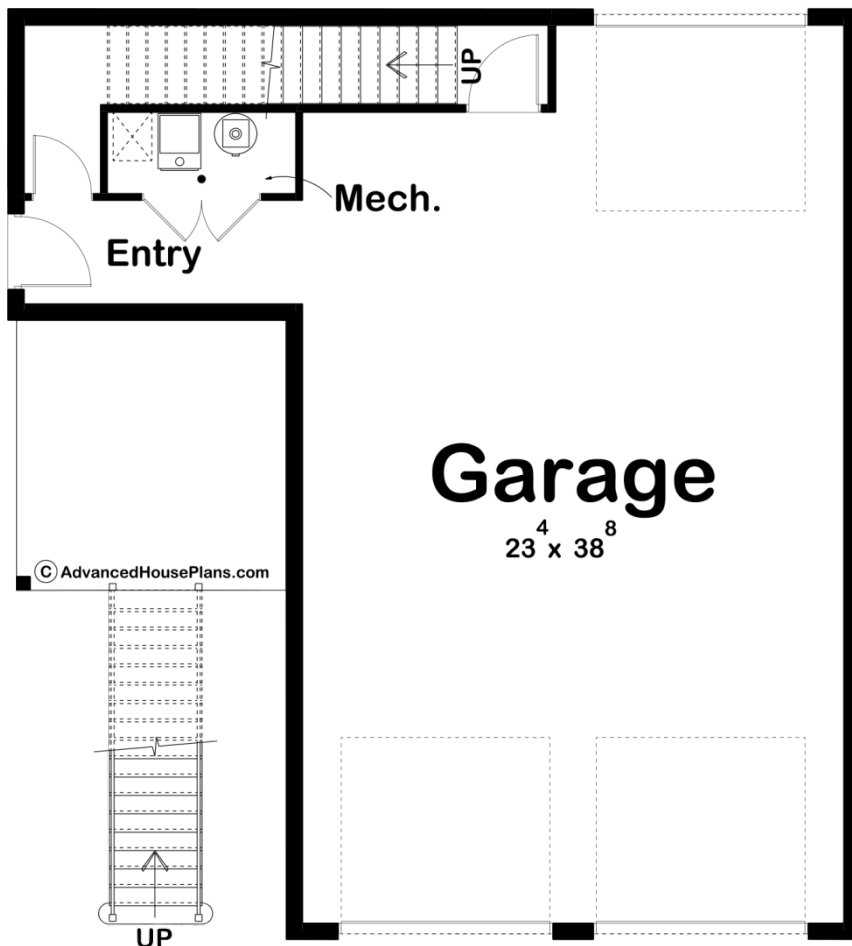 UP
Mech.
Entry
Garage
23⁴ x 38⁸
© AdvancedHousePlans.com
UP